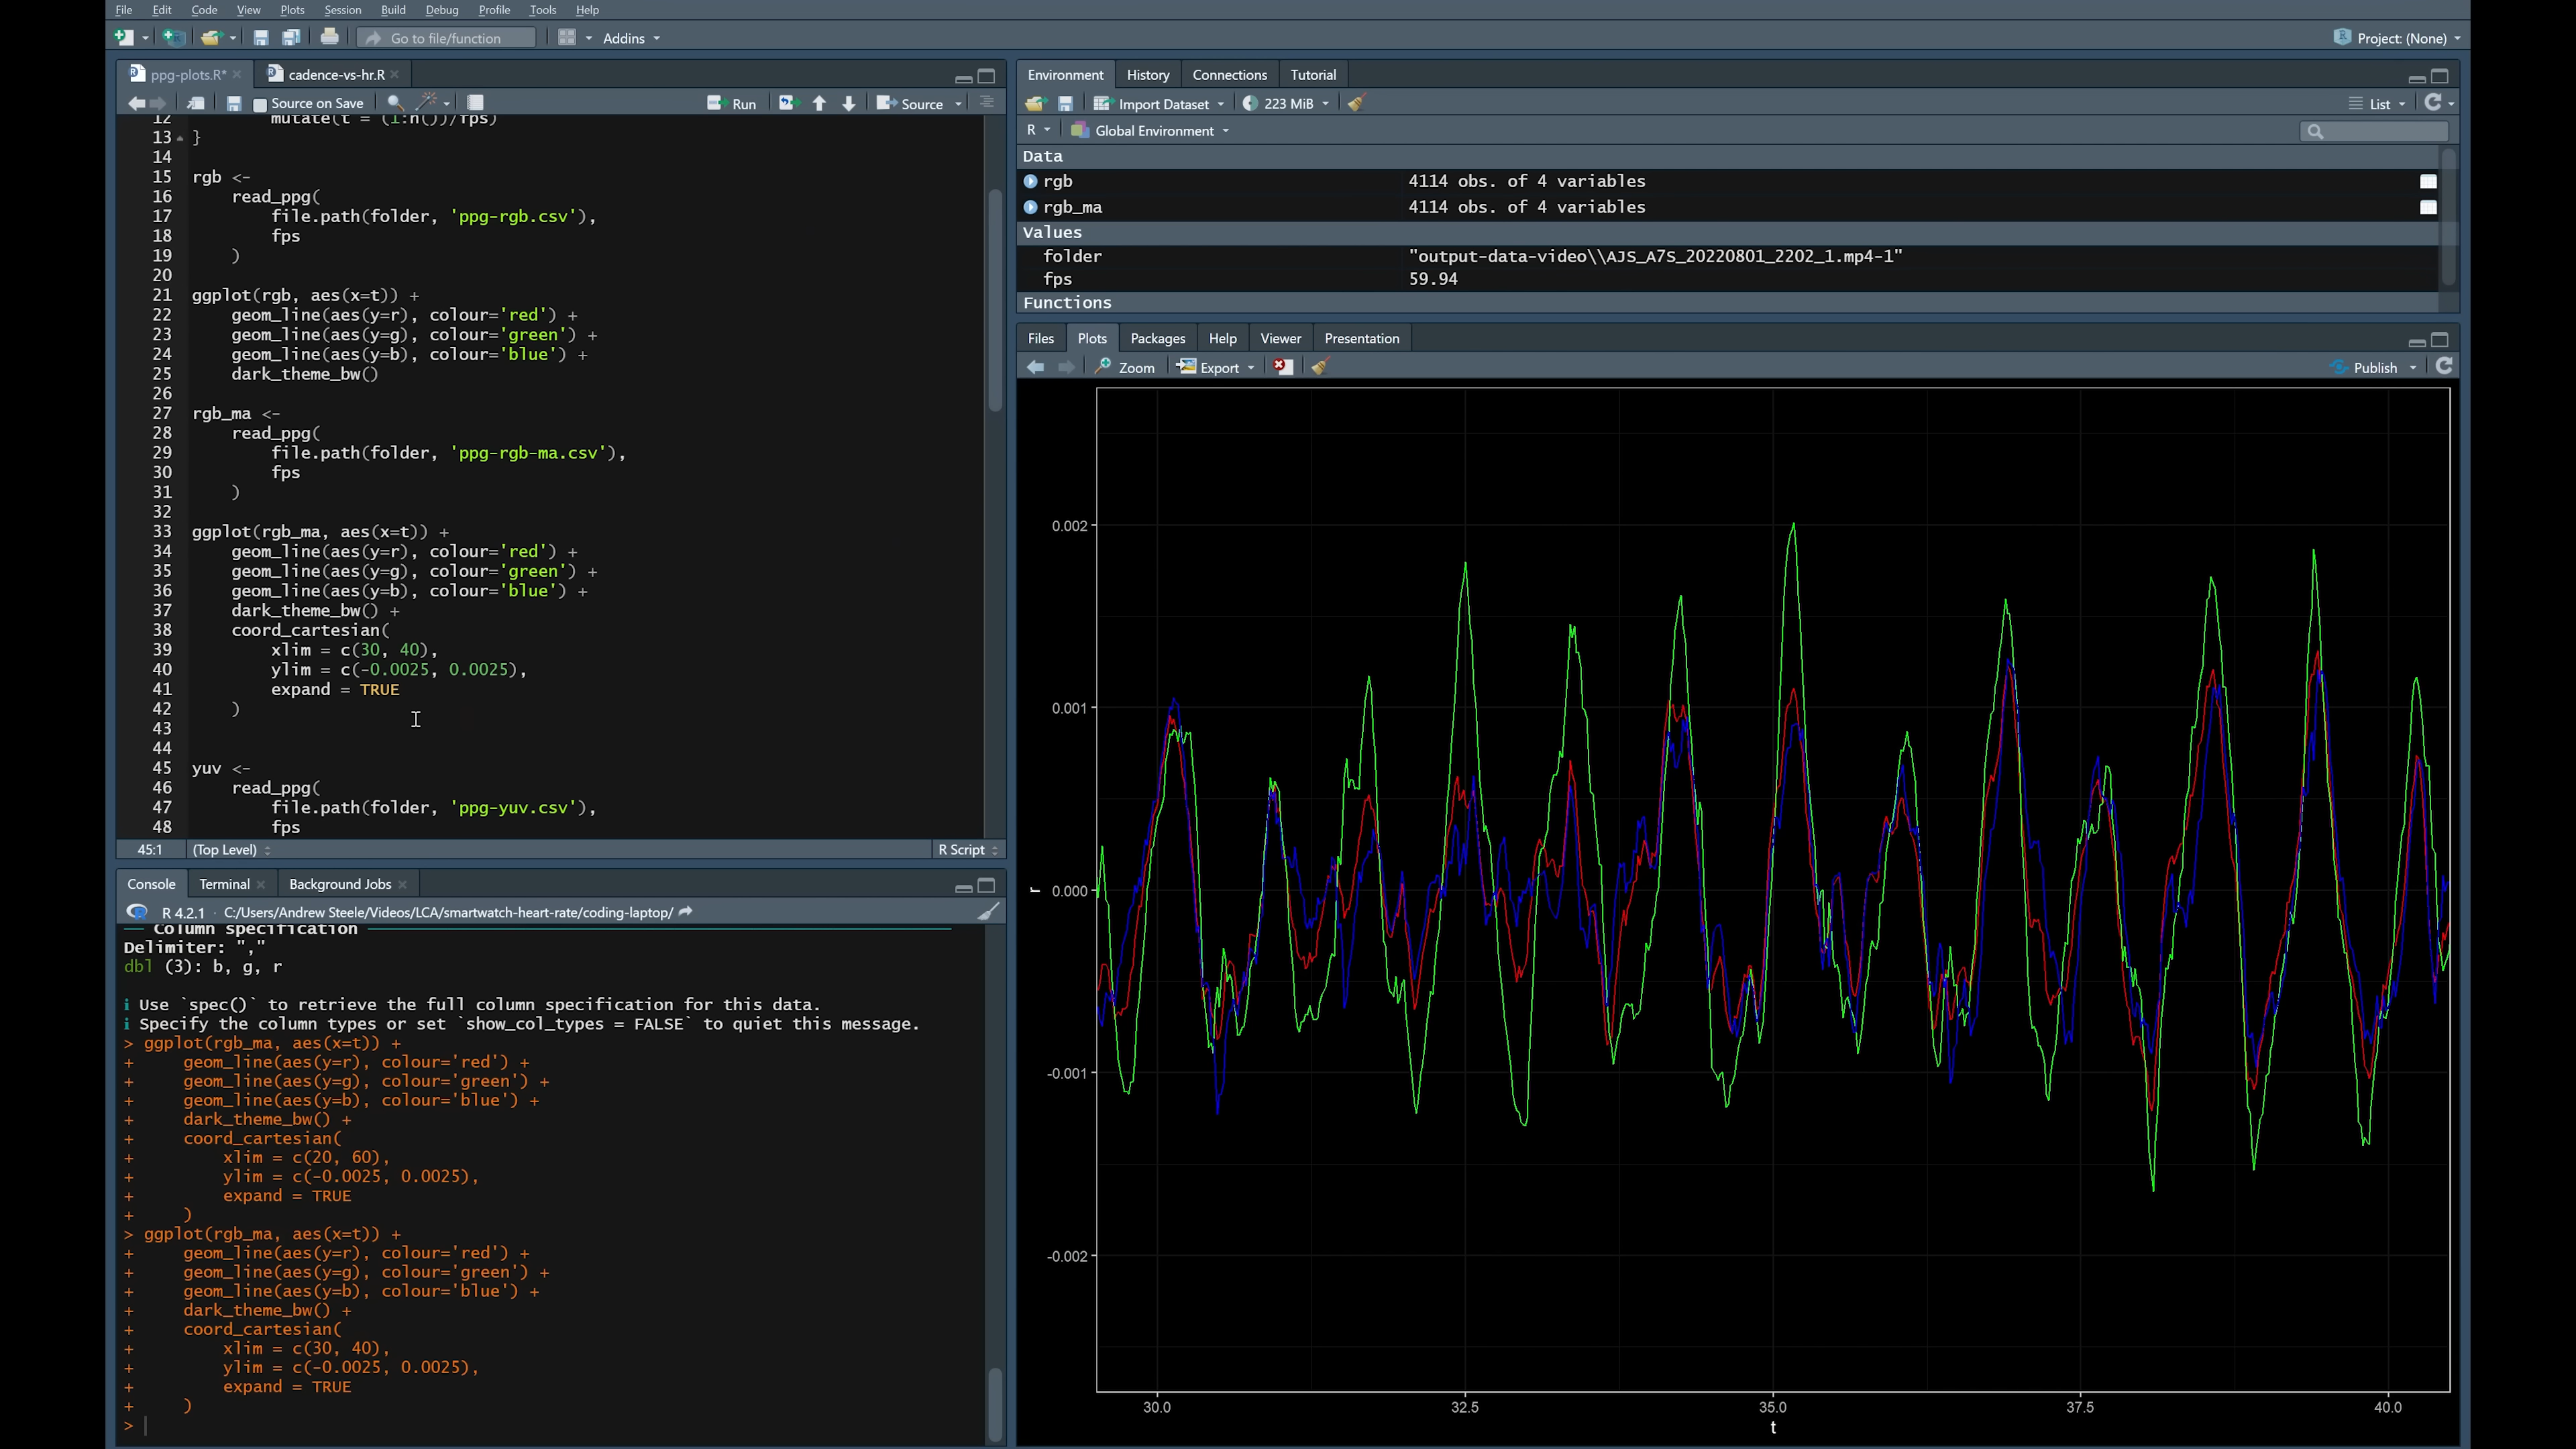 File Edit Code View Plots Session Build Debug Profile Tools Help
Go to file/function Addins Project: (None)
ppg-plots.R* cadence-vs-hr.R
Source on Save Run Source
12 mutate(t = (1:n())/fps)
13 }
14
15 rgb <-
16 read_ppg(
17 file.path(folder, 'ppg-rgb.csv'),
18 fps
19 )
20
21 ggplot(rgb, aes(x=t)) +
22 geom_line(aes(y=r), colour='red') +
23 geom_line(aes(y=g), colour='green') +
24 geom_line(aes(y=b), colour='blue') +
25 dark_theme_bw()
26
27 rgb_ma <-
28 read_ppg(
29 file.path(folder, 'ppg-rgb-ma.csv'),
30 fps
31 )
32
33 ggplot(rgb_ma, aes(x=t)) +
34 geom_line(aes(y=r), colour='red') +
35 geom_line(aes(y=g), colour='green') +
36 geom_line(aes(y=b), colour='blue') +
37 dark_theme_bw() +
38 coord_cartesian(
39 xlim = c(30, 40),
40 ylim = c(-0.0025, 0.0025),
41 expand = TRUE
42 )
43
44
45 yuv <-
46 read_ppg(
47 file.path(folder, 'ppg-yuv.csv'),
48 fps
45:1 (Top Level) R Script
Console Terminal Background Jobs
R 4.2.1 · C:/Users/Andrew Steele/Videos/LCA/smartwatch-heart-rate/coding-laptop/
Column specification
Delimiter: ","
dbl (3): b, g, r
i Use `spec()` to retrieve the full column specification for this data.
i Specify the column types or set `show_col_types = FALSE` to quiet this message.
> ggplot(rgb_ma, aes(x=t)) +
+ geom_line(aes(y=r), colour='red') +
+ geom_line(aes(y=g), colour='green') +
+ geom_line(aes(y=b), colour='blue') +
+ dark_theme_bw() +
+ coord_cartesian(
+ xlim = c(20, 60),
+ ylim = c(-0.0025, 0.0025),
+ expand = TRUE
+ )
> ggplot(rgb_ma, aes(x=t)) +
+ geom_line(aes(y=r), colour='red') +
+ geom_line(aes(y=g), colour='green') +
+ geom_line(aes(y=b), colour='blue') +
+ dark_theme_bw() +
+ coord_cartesian(
+ xlim = c(30, 40),
+ ylim = c(-0.0025, 0.0025),
+ expand = TRUE
+ )
>
Environment History Connections Tutorial
Import Dataset 223 MiB List
R Global Environment
Data
rgb 4114 obs. of 4 variables
rgb_ma 4114 obs. of 4 variables
Values
folder "output-data-video\\AJS_A7S_20220801_2202_1.mp4-1"
fps 59.94
Functions
Files Plots Packages Help Viewer Presentation
Zoom Export Publish
0.002
0.001
0.000
r
-0.001
-0.002
30.0 32.5 35.0 37.5 40.0
t